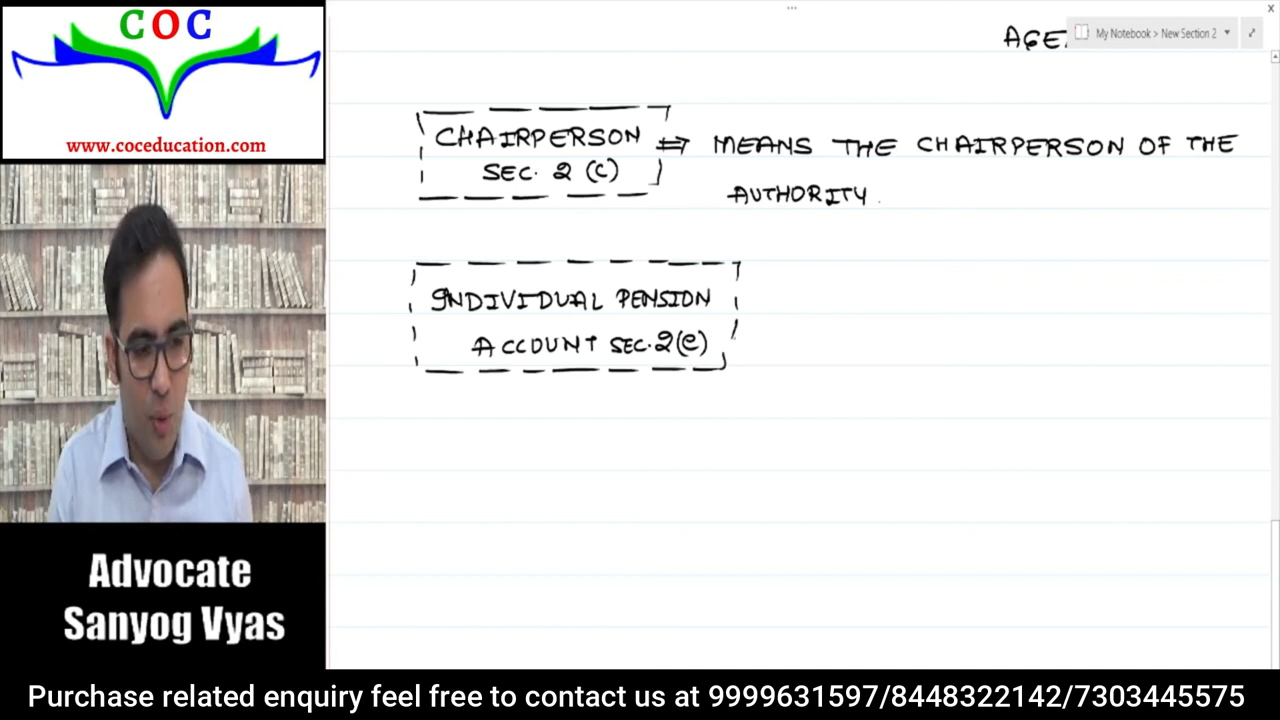 COC
www.coceducation.com
My Notebook > New Section 2
CHAIRPERSON ⇒ MEANS THE CHAIRPERSON OF THE
SEC. 2 (C)
AUTHORITY.
INDIVIDUAL PENSION
ACCOUNT SEC. 2(e)
Advocate
Sanyog Vyas
Purchase related enquiry feel free to contact us at 9999631597/8448322142/7303445575